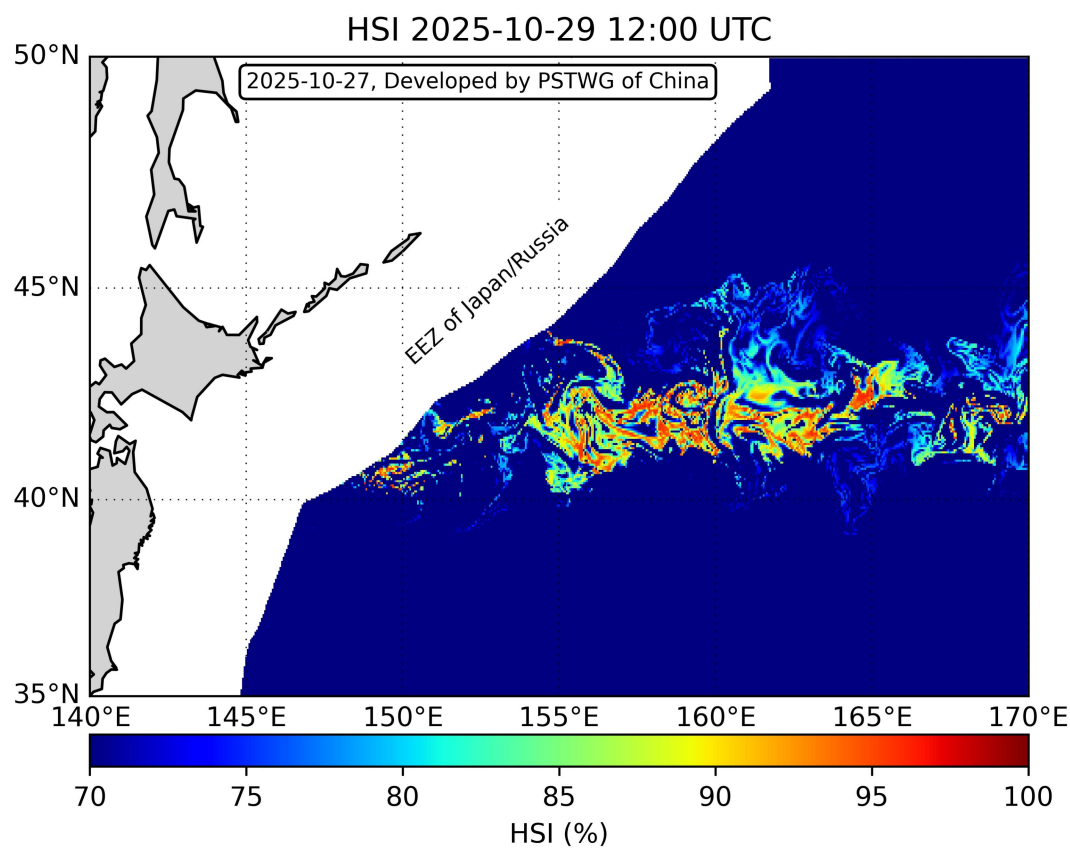 HSI 2025-10-29 12:00 UTC
50°N
2025-10-27, Developed by PSTWG of China
EEZ of Japan/Russia
45°N
40°N
35°N
140°E 145°E 150°E 155°E 160°E 165°E 170°E
70 75 80 85 90 95 100
HSI (%)